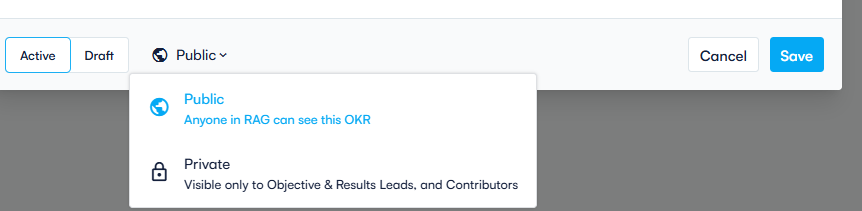 Active Draft Public Cancel Save
Public
Anyone in RAG can see this OKR
Private
Visible only to Objective & Results Leads, and Contributors